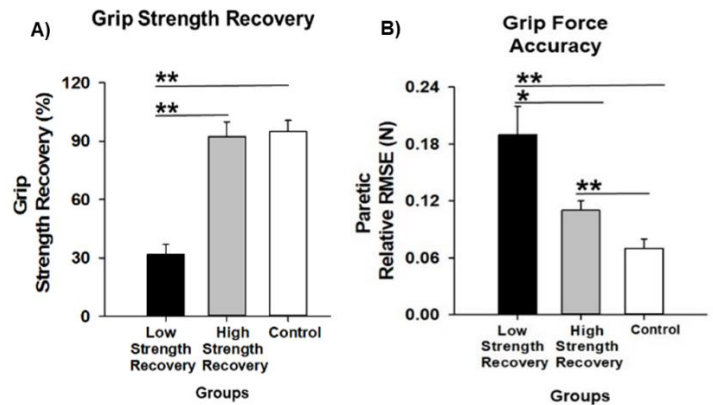 A)
Grip Strength Recovery
Grip
Strength Recovery (%)
120
90
60
30
0
**
**
Low
Strength
Recovery
High
Strength
Recovery
Control
Groups
B)
Grip Force
Accuracy
Paretic
Relative RMSE (N)
0.24
0.18
0.12
0.06
0.00
**
*
**
Low
Strength
Recovery
High
Strength
Recovery
Control
Groups